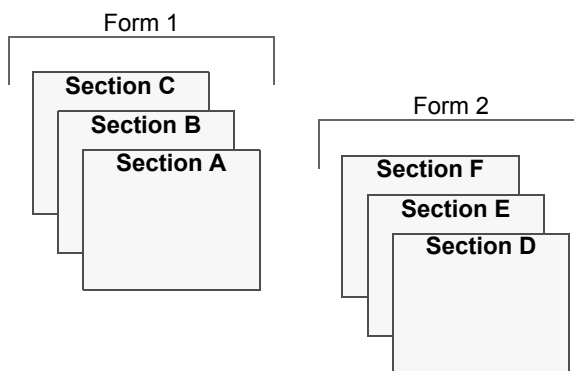 Form 1
Section C
Section B
Section A
Form 2
Section F
Section E
Section D